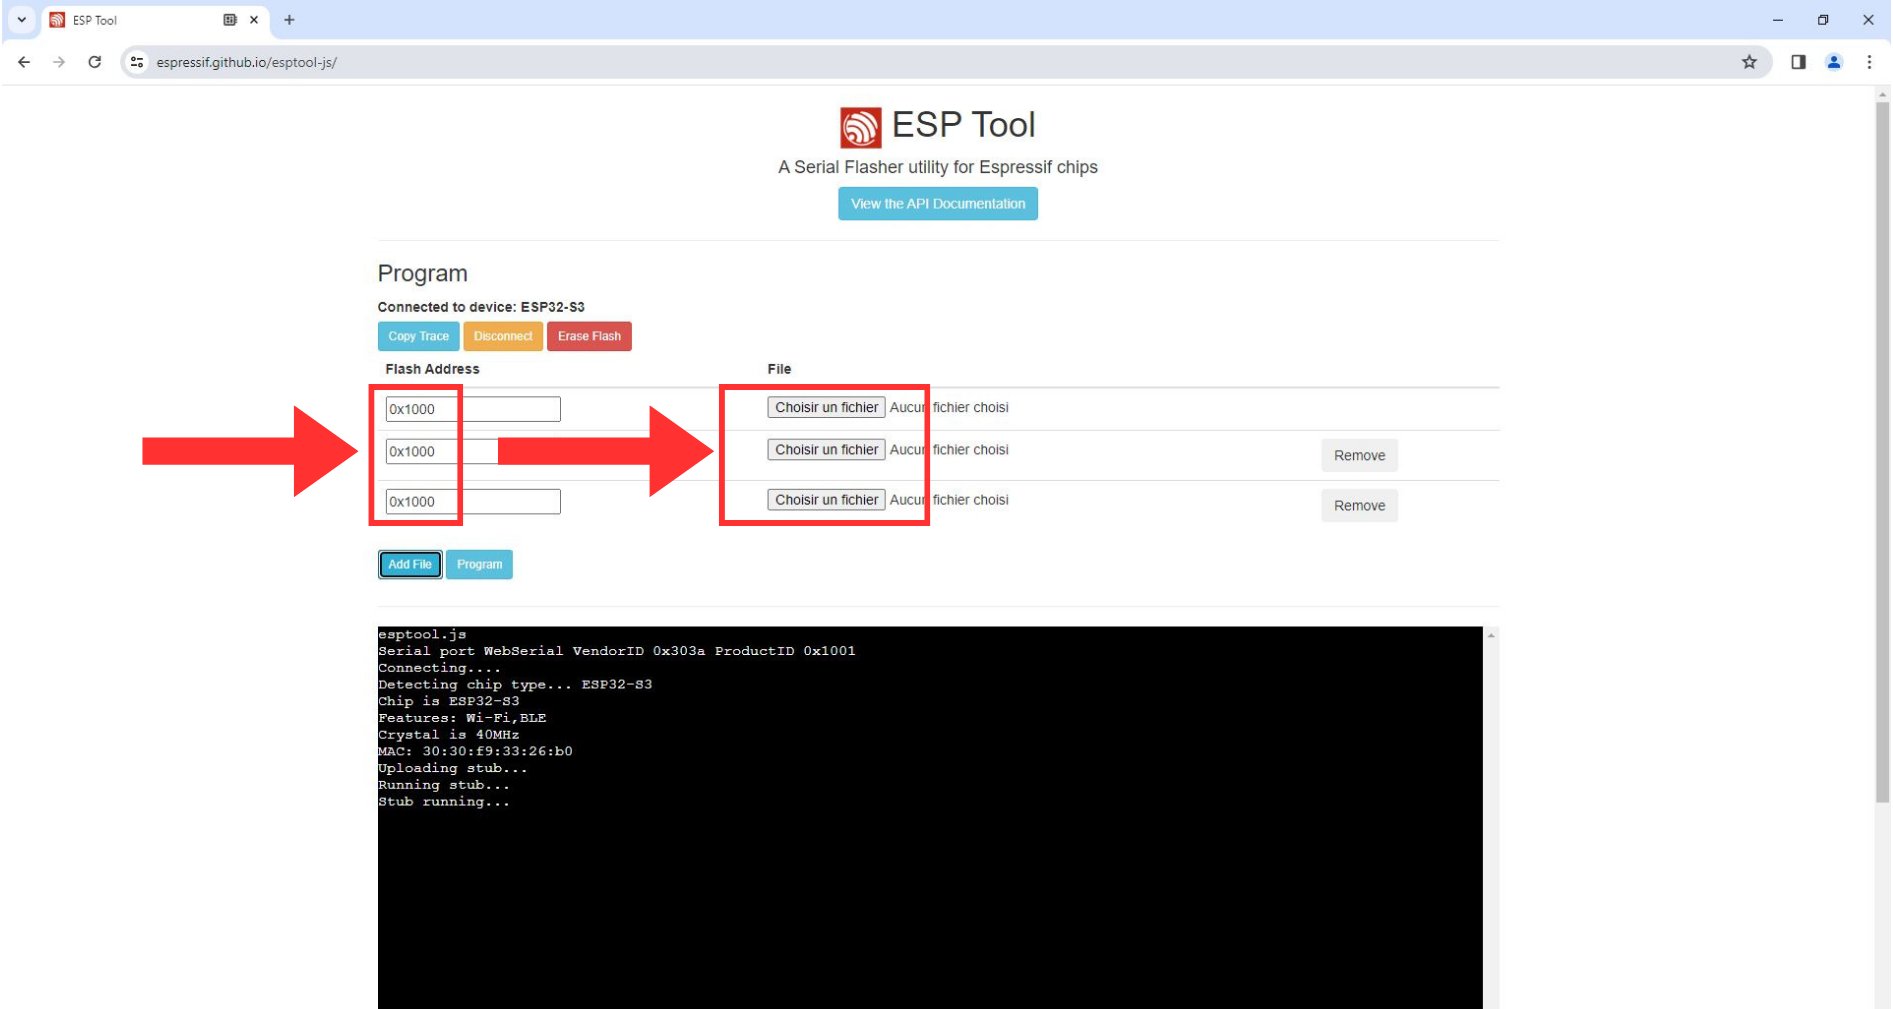 ESP Tool
espressif.github.io/esptool-js/
ESP Tool
A Serial Flasher utility for Espressif chips
View the API Documentation
Program
Connected to device: ESP32-S3
Copy Trace Disconnect Erase Flash
Flash Address File
0x1000 Choisir un fichier Aucun fichier choisi
0x1000 Choisir un fichier Aucun fichier choisi Remove
0x1000 Choisir un fichier Aucun fichier choisi Remove
Add File Program
esptool.js
Serial port WebSerial VendorID 0x303a ProductID 0x1001
Connecting....
Detecting chip type... ESP32-S3
Chip is ESP32-S3
Features: Wi-Fi,BLE
Crystal is 40MHz
MAC: 30:30:f9:33:26:b0
Uploading stub...
Running stub...
Stub running...